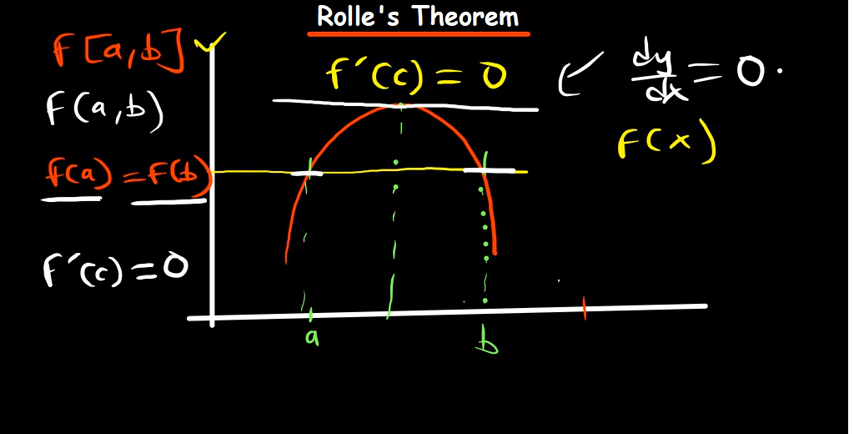 Rolle's Theorem
f[a,b]
f(a,b)
f(a) = f(b)
f'(c) = 0
f'(c) = 0
dy/dx = 0.
f(x)
a
b